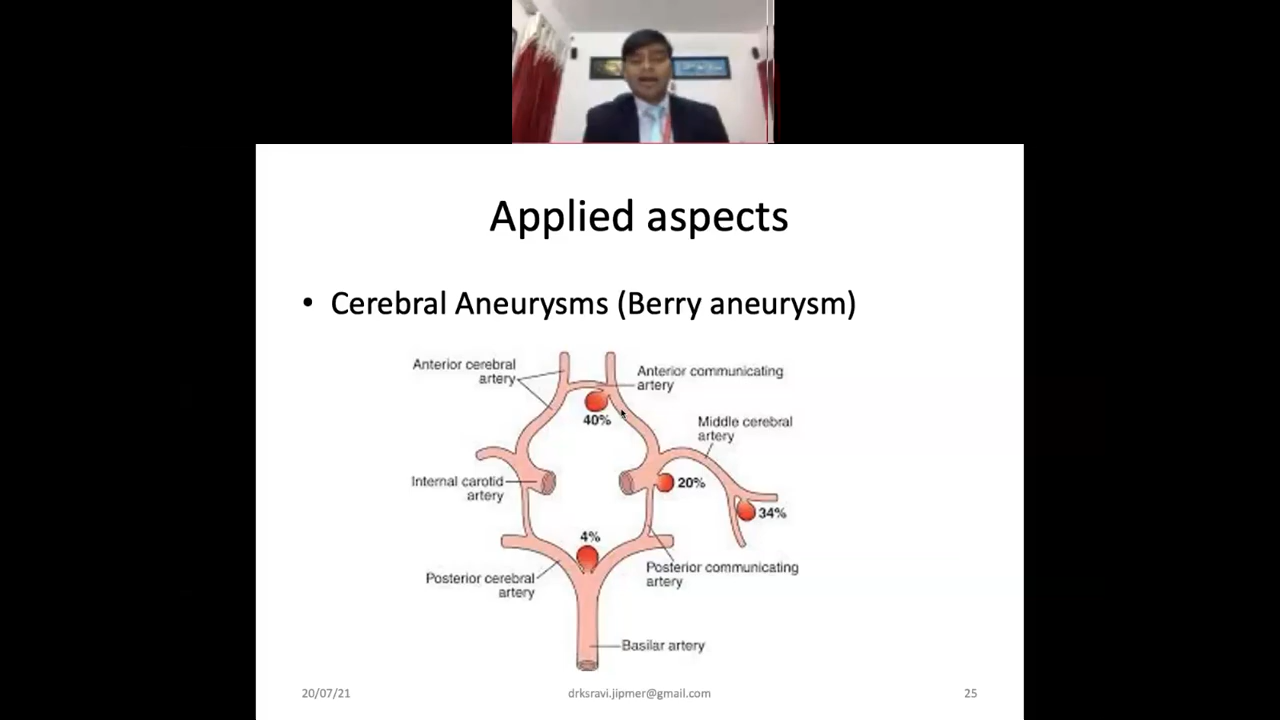 Applied aspects
• Cerebral Aneurysms (Berry aneurysm)
Anterior cerebral
artery
Anterior communicating
artery
40%
Middle cerebral
artery
Internal carotid
artery
20%
34%
4%
Posterior cerebral
artery
Posterior communicating
artery
Basilar artery
20/07/21
drksravi.jipmer@gmail.com
25